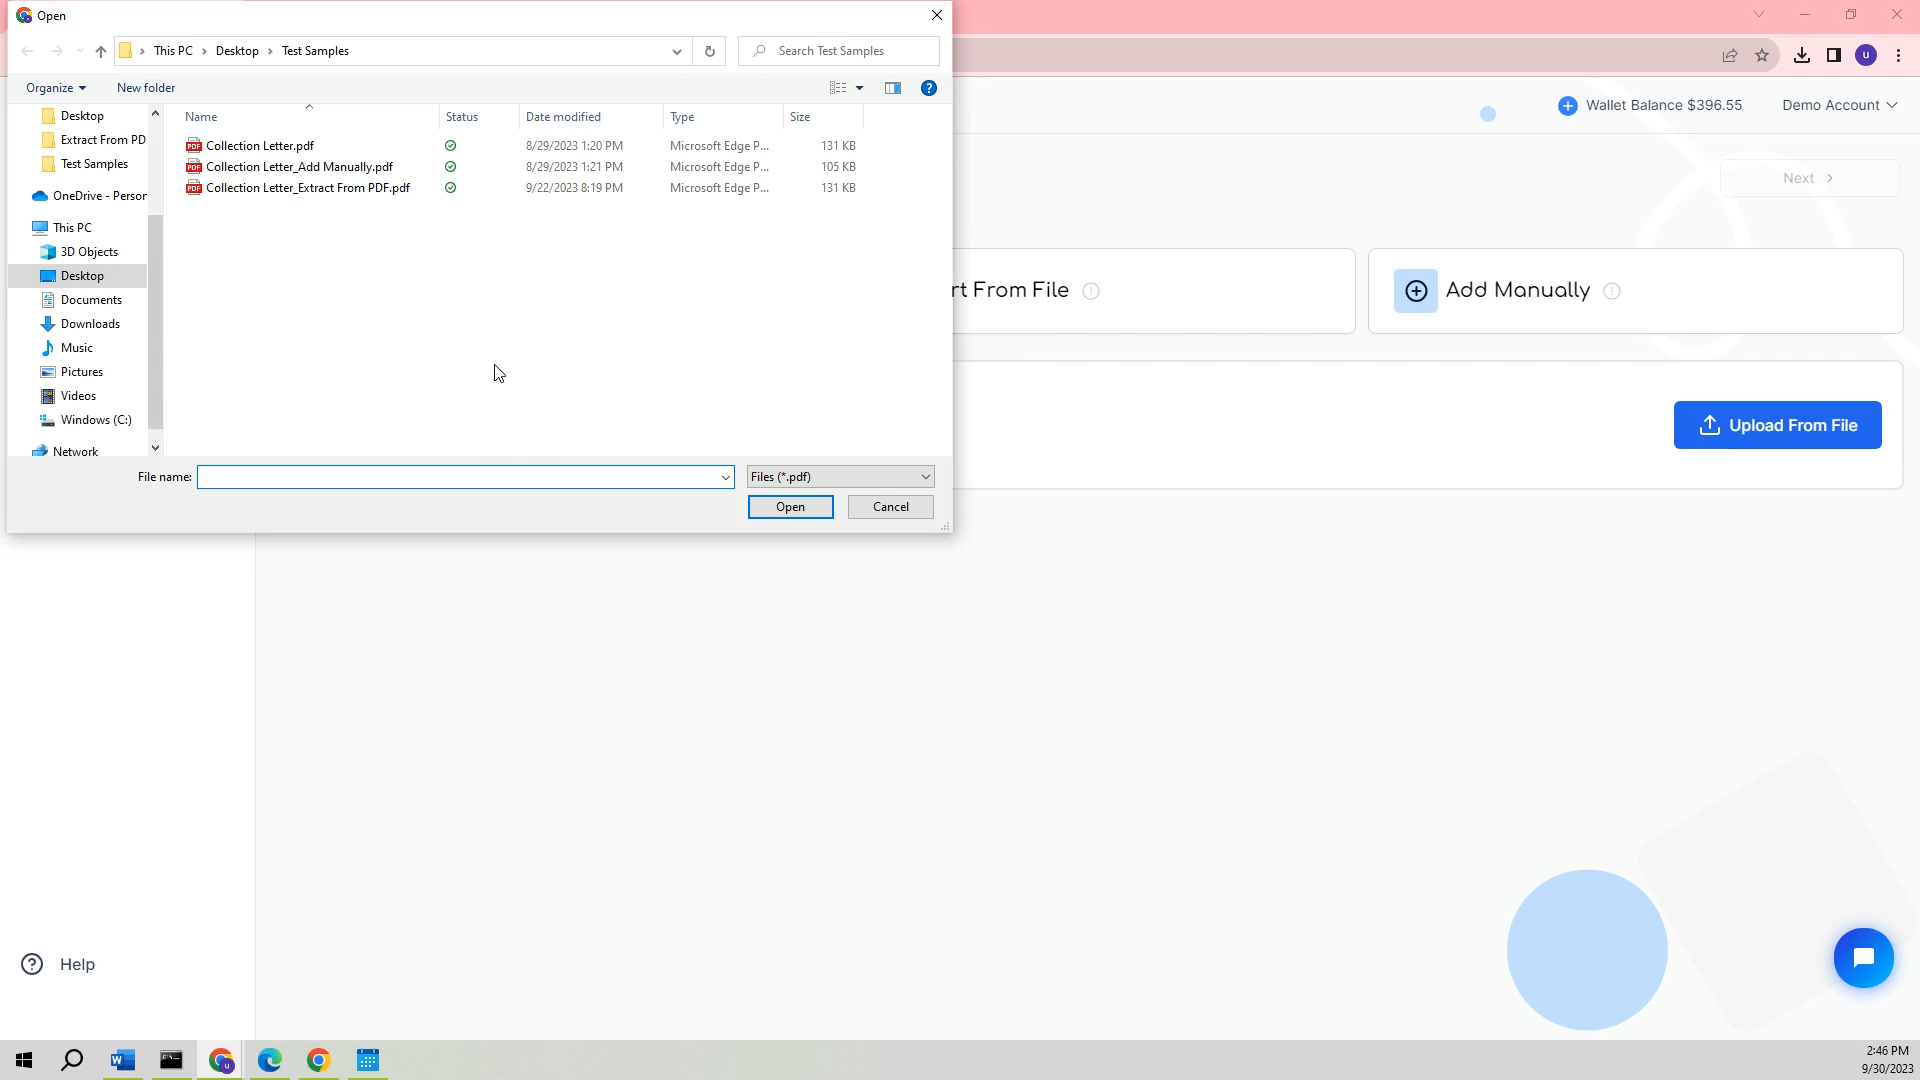 Open
This PC
Desktop
Test Samples
Search Test Samples
Organize
New folder
Name
Status
Date modified
Type
Size
Desktop
Extract From PD
Test Samples
OneDrive - Person
This PC
3D Objects
Desktop
Documents
Downloads
Music
Pictures
Videos
Windows (C:)
Network
Collection Letter.pdf 8/29/2023 1:20 PM Microsoft Edge P... 131 KB
Collection Letter_Add Manually.pdf 8/29/2023 1:21 PM Microsoft Edge P... 105 KB
Collection Letter_Extract From PDF.pdf 9/22/2023 8:19 PM Microsoft Edge P... 131 KB
File name:
Files (*.pdf)
Open
Cancel
u
Wallet Balance $396.55
Demo Account
Next
rt From File
Add Manually
Upload From File
Help
2:46 PM
9/30/2023